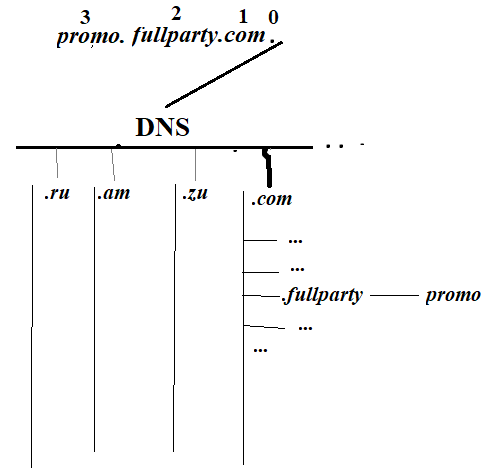 3 2 1 0
promo. fullparty.com .
DNS
. . .
.ru .am .zu .com
...
...
.fullparty promo
...
...